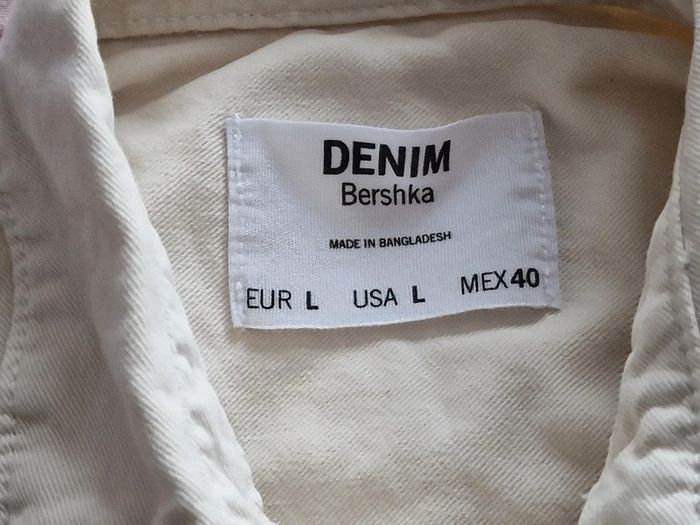 DENIM
Bershka
MADE IN BANGLADESH
EUR L USA L MEX 40